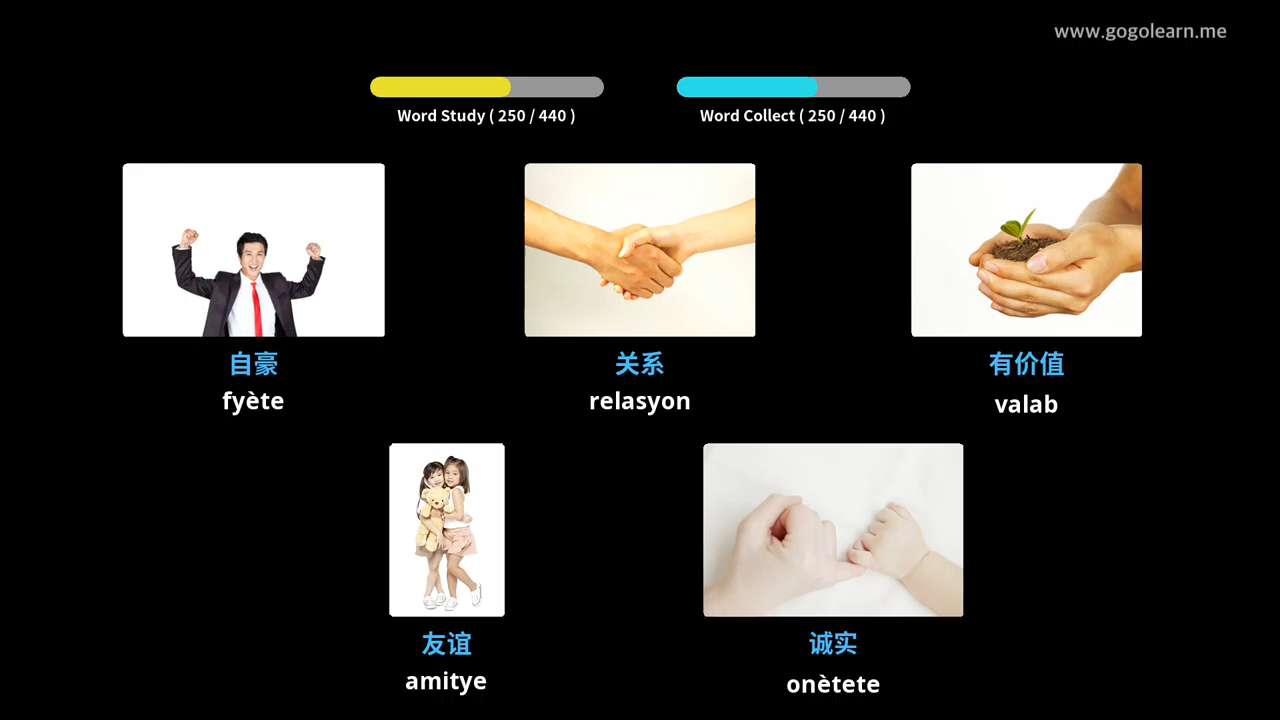 www.gogolearn.me
Word Study ( 250 / 440 )
Word Collect ( 250 / 440 )
自豪
fyète
关系
relasyon
有价值
valab
友谊
amitye
诚实
onètete